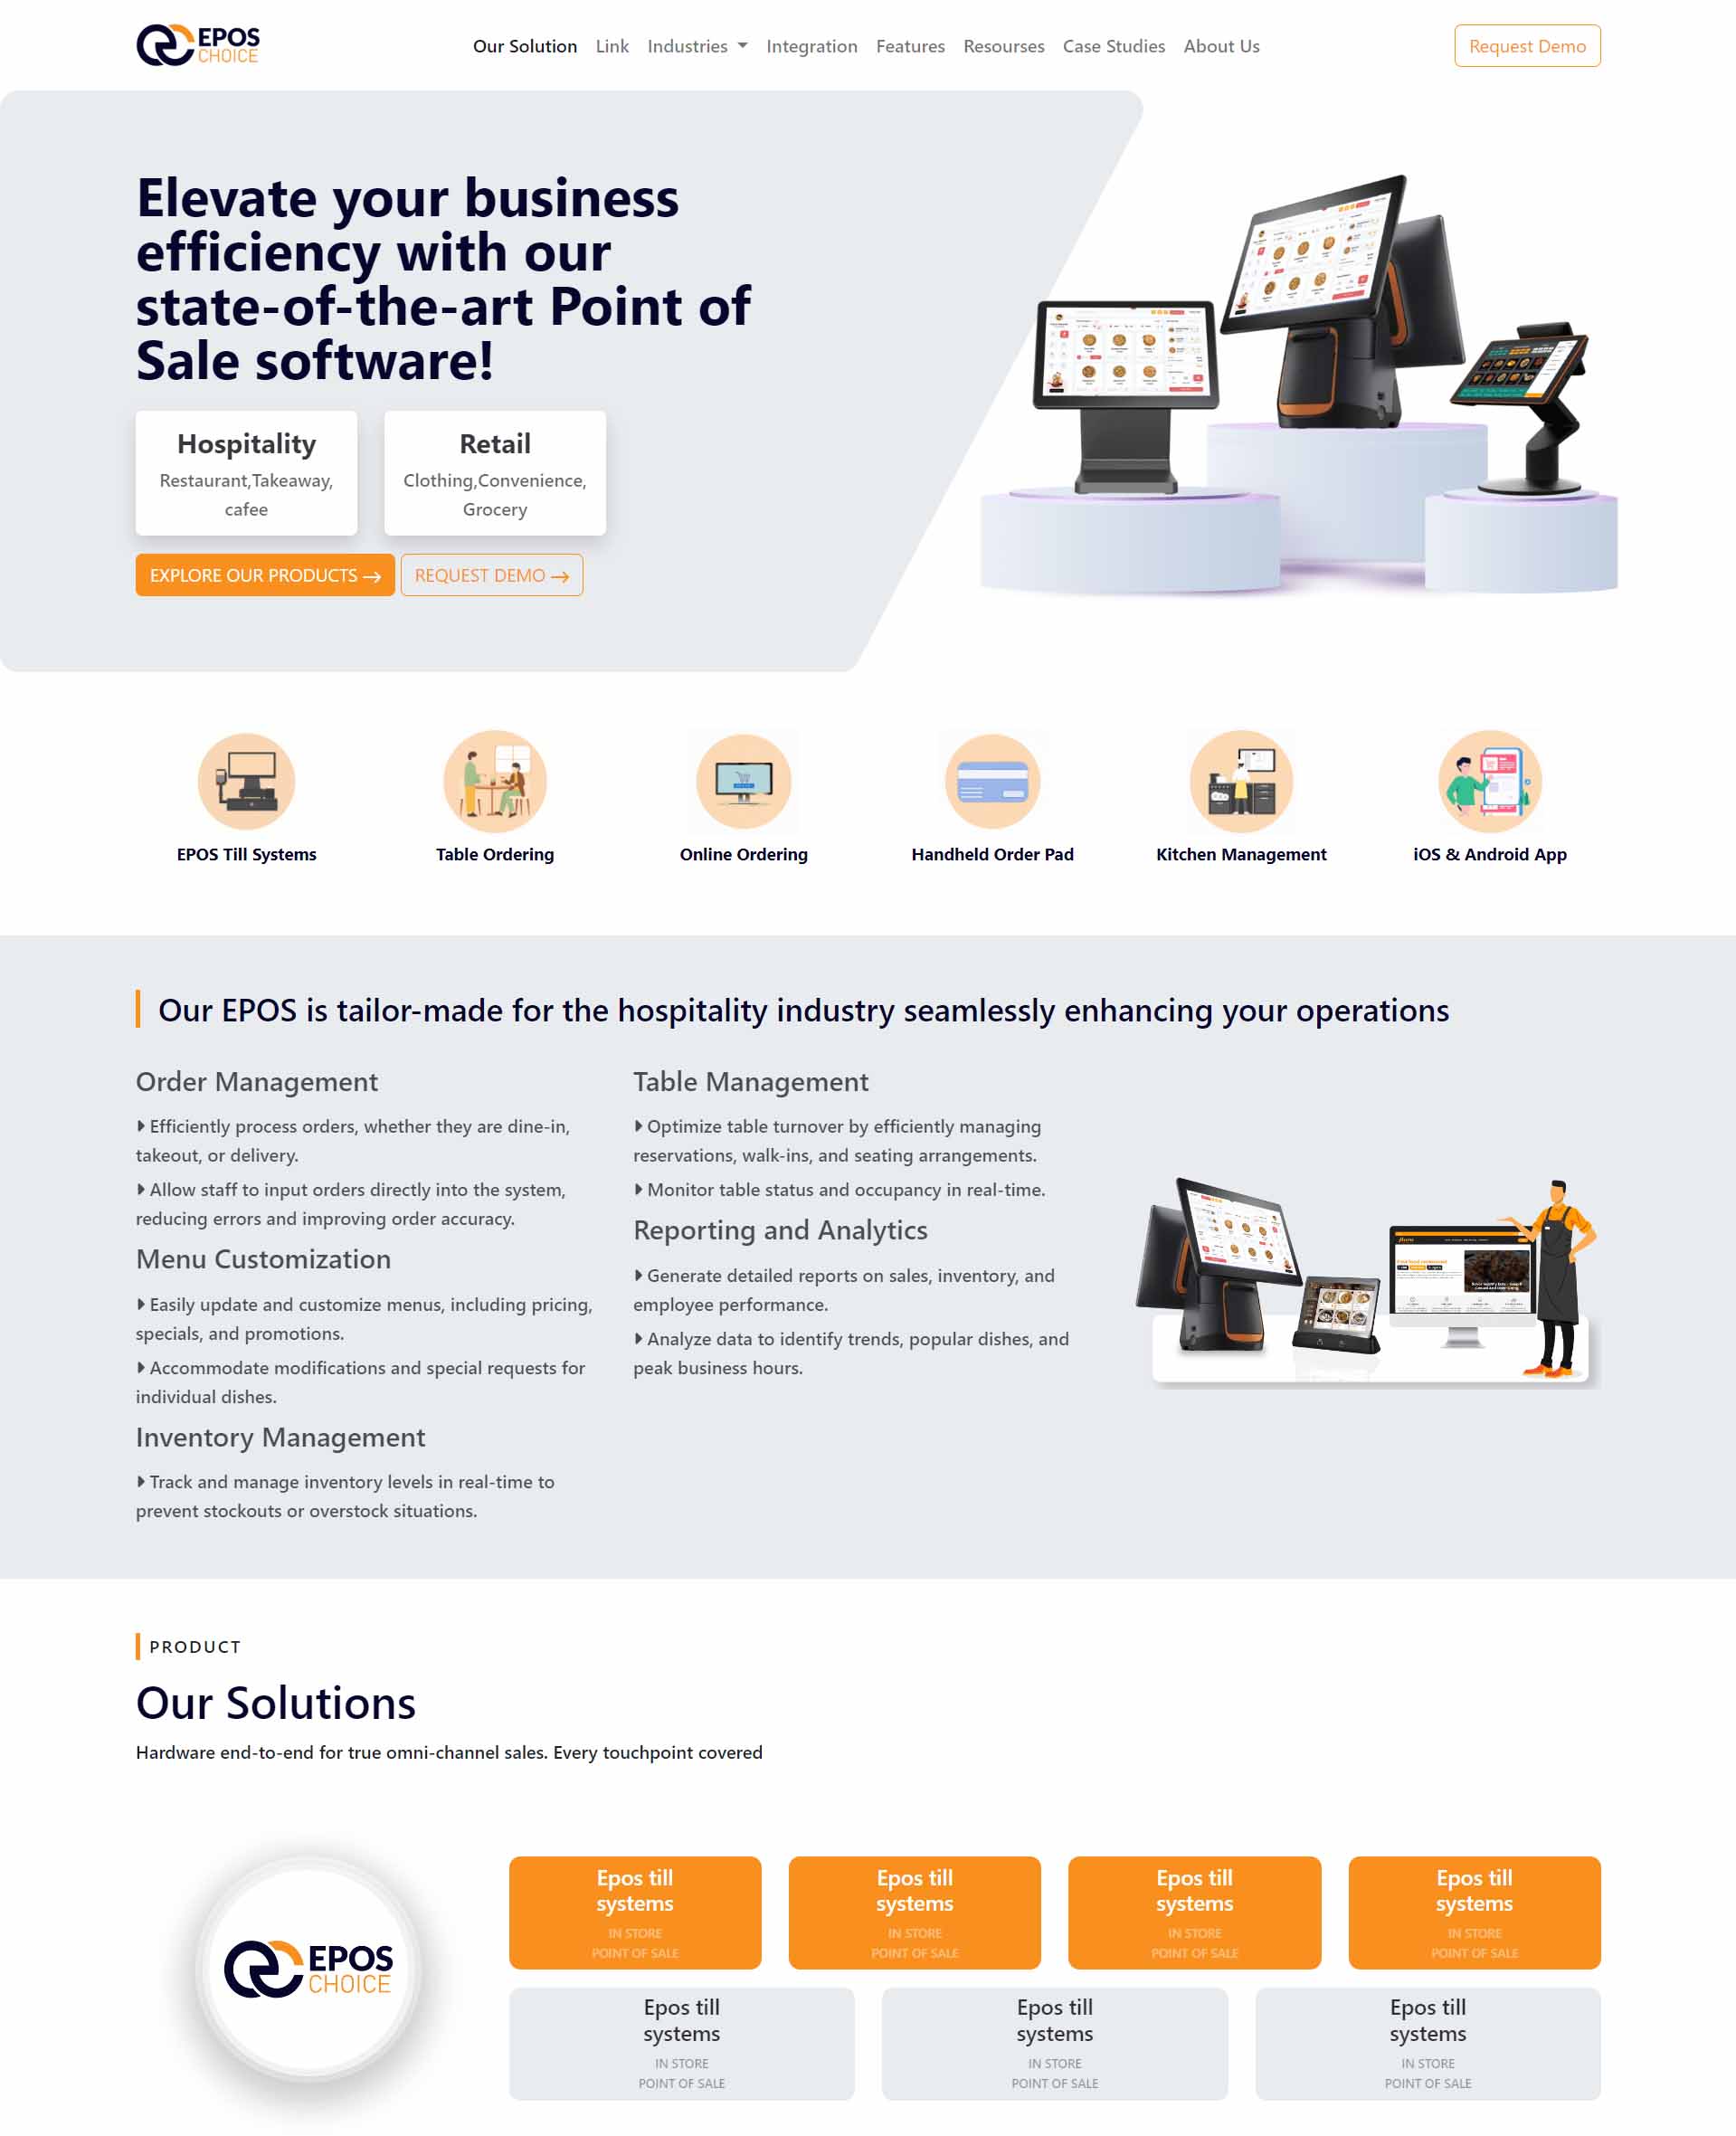 EPOS
CHOICE
Our Solution Link Industries Integration Features Resourses Case Studies About Us
Request Demo
Elevate your business
efficiency with our
state-of-the-art Point of
Sale software!
Hospitality
Restaurant,Takeaway,
cafee
Retail
Clothing,Convenience,
Grocery
EXPLORE OUR PRODUCTS →
REQUEST DEMO →
EPOS Till Systems
Table Ordering
Online Ordering
Handheld Order Pad
Kitchen Management
iOS & Android App
Our EPOS is tailor-made for the hospitality industry seamlessly enhancing your operations
Order Management
Efficiently process orders, whether they are dine-in,
takeout, or delivery.
Allow staff to input orders directly into the system,
reducing errors and improving order accuracy.
Menu Customization
Easily update and customize menus, including pricing,
specials, and promotions.
Accommodate modifications and special requests for
individual dishes.
Inventory Management
Track and manage inventory levels in real-time to
prevent stockouts or overstock situations.
Table Management
Optimize table turnover by efficiently managing
reservations, walk-ins, and seating arrangements.
Monitor table status and occupancy in real-time.
Reporting and Analytics
Generate detailed reports on sales, inventory, and
employee performance.
Analyze data to identify trends, popular dishes, and
peak business hours.
PRODUCT
Our Solutions
Hardware end-to-end for true omni-channel sales. Every touchpoint covered
EPOS
CHOICE
Epos till
systems
IN STORE
POINT OF SALE
Epos till
systems
IN STORE
POINT OF SALE
Epos till
systems
IN STORE
POINT OF SALE
Epos till
systems
IN STORE
POINT OF SALE
Epos till
systems
IN STORE
POINT OF SALE
Epos till
systems
IN STORE
POINT OF SALE
Epos till
systems
IN STORE
POINT OF SALE